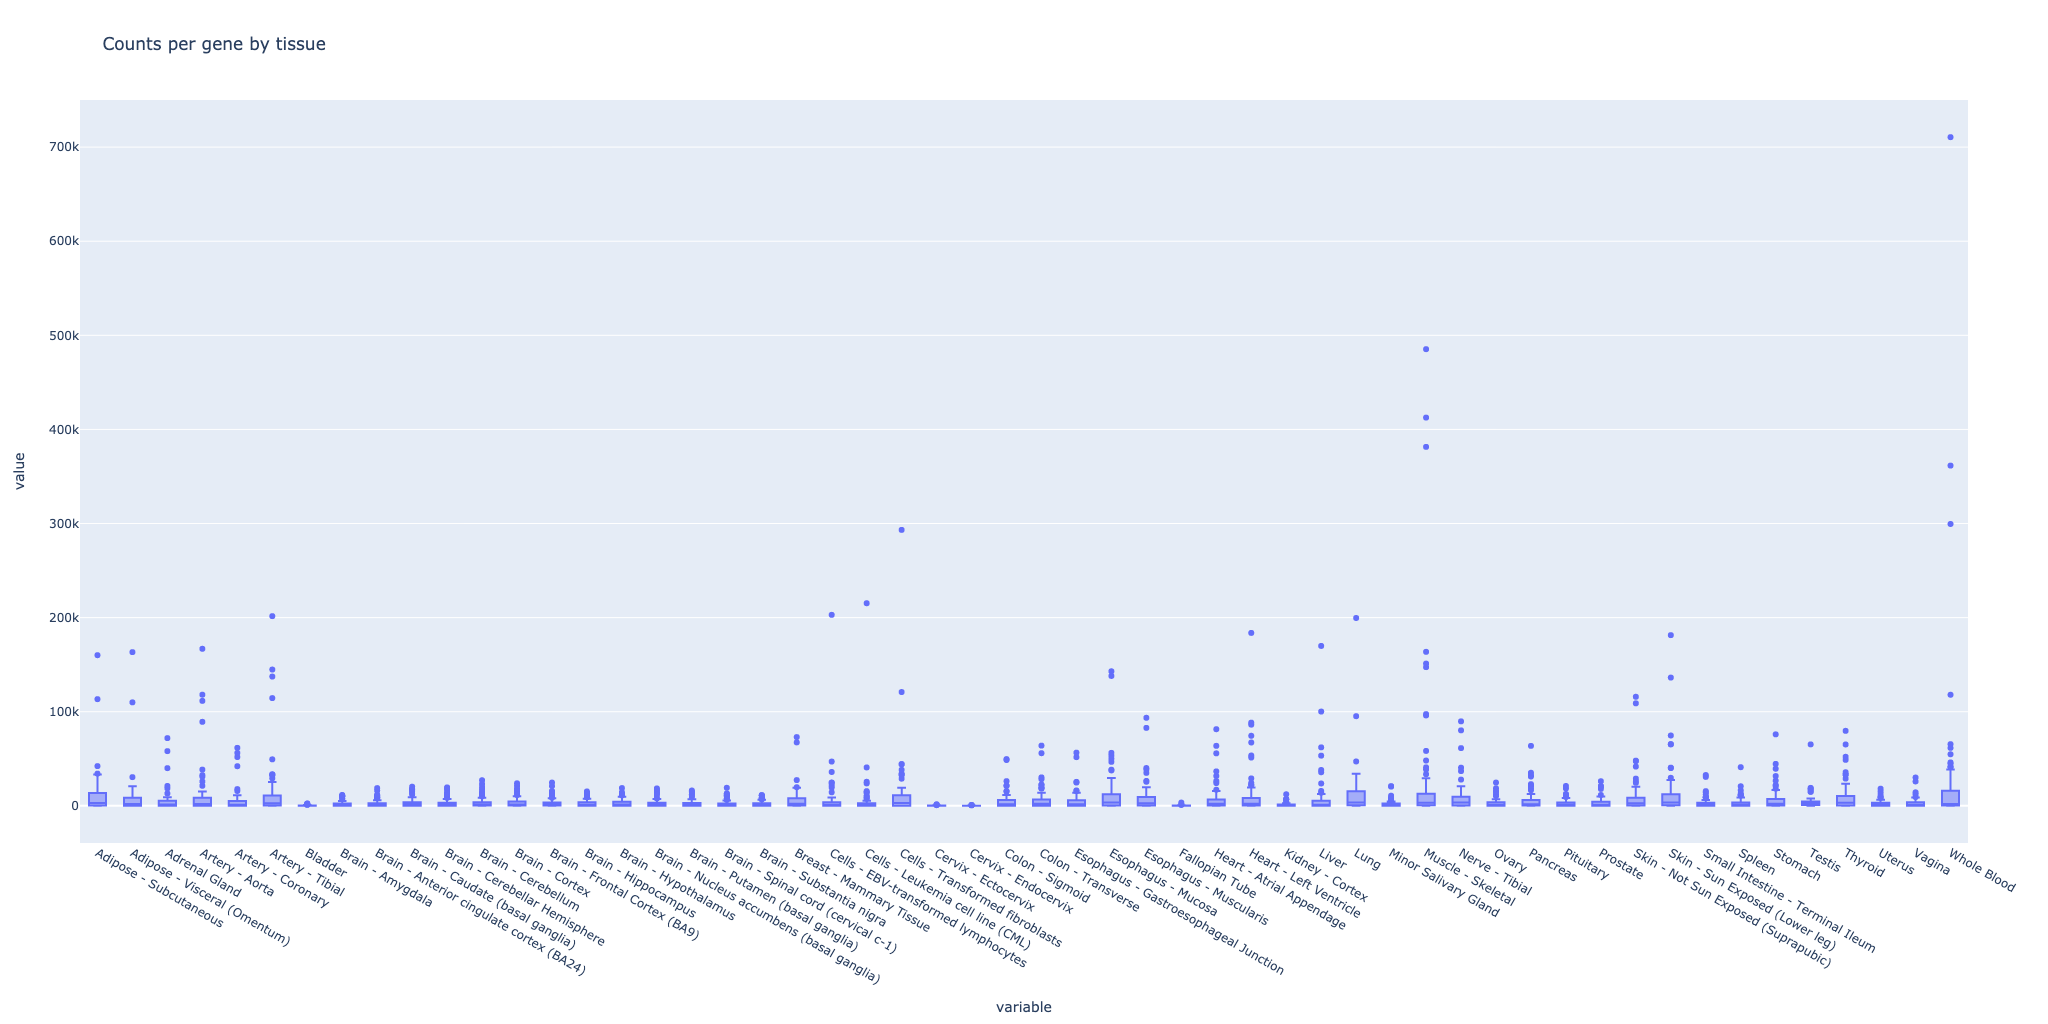 Counts per gene by tissue
700k
600k
500k
400k
300k
200k
100k
0
value
Adipose - Subcutaneous
Adipose - Visceral (Omentum)
Adrenal Gland
Artery - Aorta
Artery - Coronary
Artery - Tibial
Bladder
Brain - Amygdala
Brain - Anterior cingulate cortex (BA24)
Brain - Caudate (basal ganglia)
Brain - Cerebellar Hemisphere
Brain - Cerebellum
Brain - Cortex
Brain - Frontal Cortex (BA9)
Brain - Hippocampus
Brain - Hypothalamus
Brain - Nucleus accumbens (basal ganglia)
Brain - Putamen (basal ganglia)
Brain - Spinal cord (cervical c-1)
Brain - Substantia nigra
Breast - Mammary Tissue
Cells - EBV-transformed lymphocytes
Cells - Leukemia cell line (CML)
Cells - Transformed fibroblasts
Cervix - Ectocervix
Cervix - Endocervix
Colon - Sigmoid
Colon - Transverse
Esophagus - Gastroesophageal Junction
Esophagus - Mucosa
Esophagus - Muscularis
Fallopian Tube
Heart - Atrial Appendage
Heart - Left Ventricle
Kidney - Cortex
Liver
Lung
Minor Salivary Gland
Muscle - Skeletal
Nerve - Tibial
Ovary
Pancreas
Pituitary
Prostate
Skin - Not Sun Exposed (Suprapubic)
Skin - Sun Exposed (Lower leg)
Small Intestine - Terminal Ileum
Spleen
Stomach
Testis
Thyroid
Uterus
Vagina
Whole Blood
variable